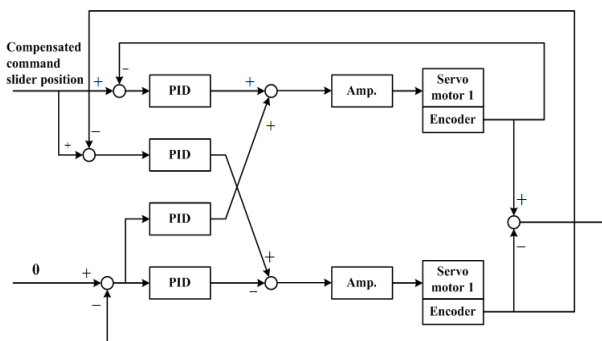 Compensated
command
slider position
−
+
PID
+
Amp.
Servo
motor 1
Encoder
−
+
+
PID
+
PID
+
−
0
+
PID
+
−
Amp.
Servo
motor 1
Encoder
−